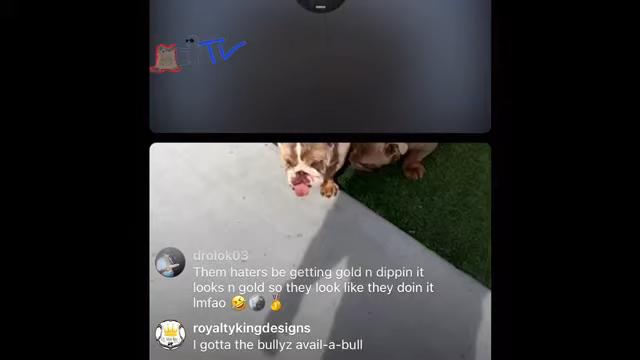 TV
drolok03
Them haters be getting gold n dippin it
looks n gold so they look like they doin it
lmfao 🤣🌑🏅
royaltykingdesigns
I gotta the bullyz avail-a-bull